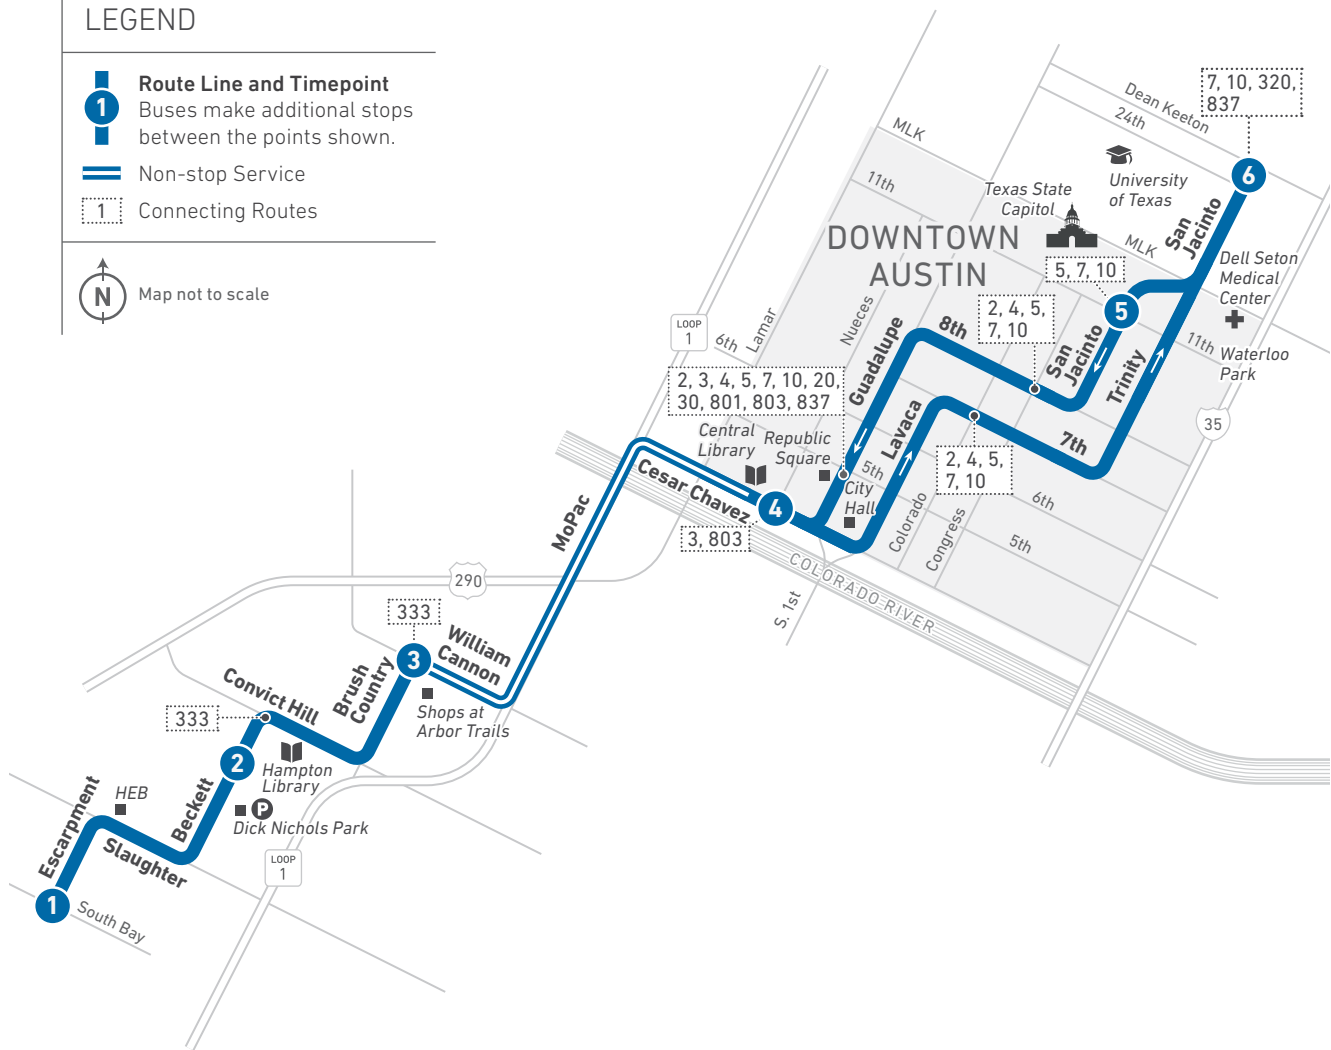 LEGEND
1
Route Line and Timepoint
Buses make additional stops
between the points shown.
Non-stop Service
1
Connecting Routes
N
Map not to scale
7, 10, 320,
837
Dean Keeton
24th
MLK
6
University
of Texas
11th
Texas State
Capitol
San
Jacinto
DOWNTOWN
AUSTIN
MLK
Dell Seton
Medical
Center
5, 7, 10
5
Nueces
2, 4, 5,
7, 10
LOOP
1
6th
Lamar
Guadalupe
8th
San
Jacinto
11th
Waterloo
Park
Trinity
2, 3, 4, 5, 7, 10, 20,
30, 801, 803, 837
35
Lavaca
Central
Library
Republic
Square
7th
5th
2, 4, 5,
7, 10
Cesar Chavez
City
Hall
6th
4
Colorado
Congress
5th
MoPac
3, 803
COLORADO RIVER
290
S. 1st
333
William
Cannon
3
Brush
Country
Convict Hill
Shops at
Arbor Trails
333
2
Hampton
Library
HEB
Beckett
P
Dick Nichols Park
Escarpment
Slaughter
LOOP
1
1
South Bay